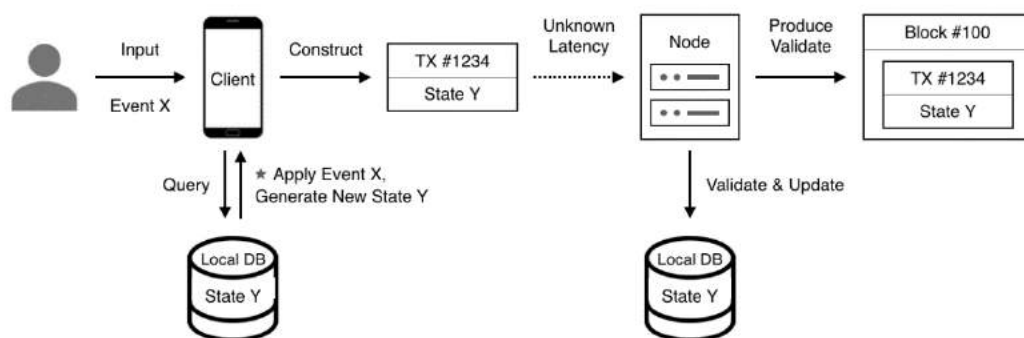 Input
Event X
Client
Construct
TX #1234
State Y
Unknown
Latency
Node
Produce
Validate
Block #100
TX #1234
State Y
Query
★ Apply Event X,
Generate New State Y
Validate & Update
Local DB
State Y
Local DB
State Y